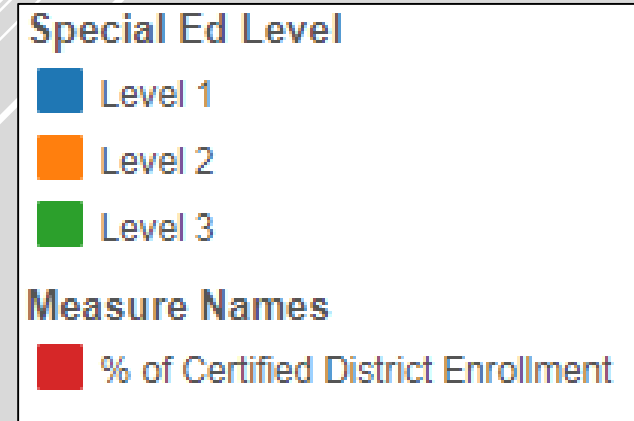 Special Ed Level
Level 1
Level 2
Level 3
Measure Names
% of Certified District Enrollment